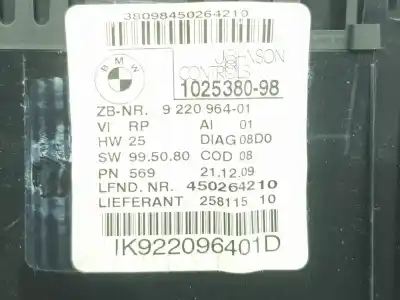 38098450264210
BMW
JOHNSON CONTROLS
1025380-98
ZB-NR. 9 220 964-01
VI RP AI 01
HW 25 DIAG 08D0
SW 99.50.80 COD 08
PN 569 21.12.09
LFND. NR. 450264210
LIEFERANT 258115 10
IK922096401D